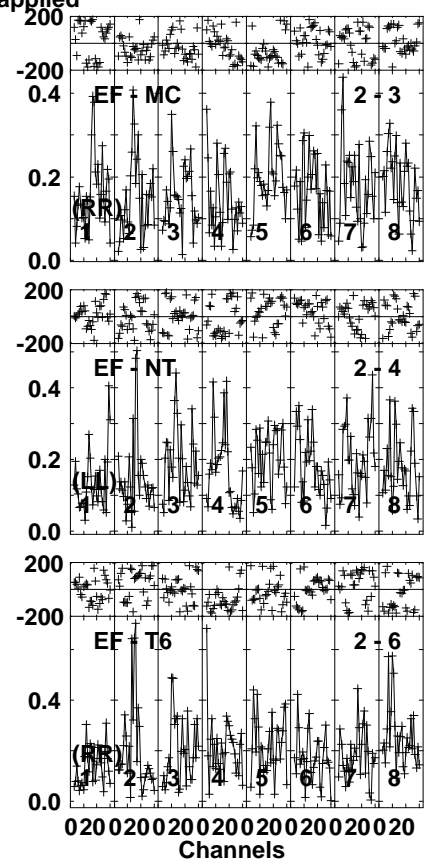 applied
200
-200
EF - MC 2 - 3
0.4
0.2
(RR)
1 2 3 4 5 6 7 8
0.0
200
-200
EF - NT 2 - 4
0.4
0.2
(LL)
1 2 3 4 5 6 7 8
0.0
200
-200
EF - T6 2 - 6
0.4
(RR)
1 2 3 4 5 6 7 8
0.0
020020020020020020020020
Channels